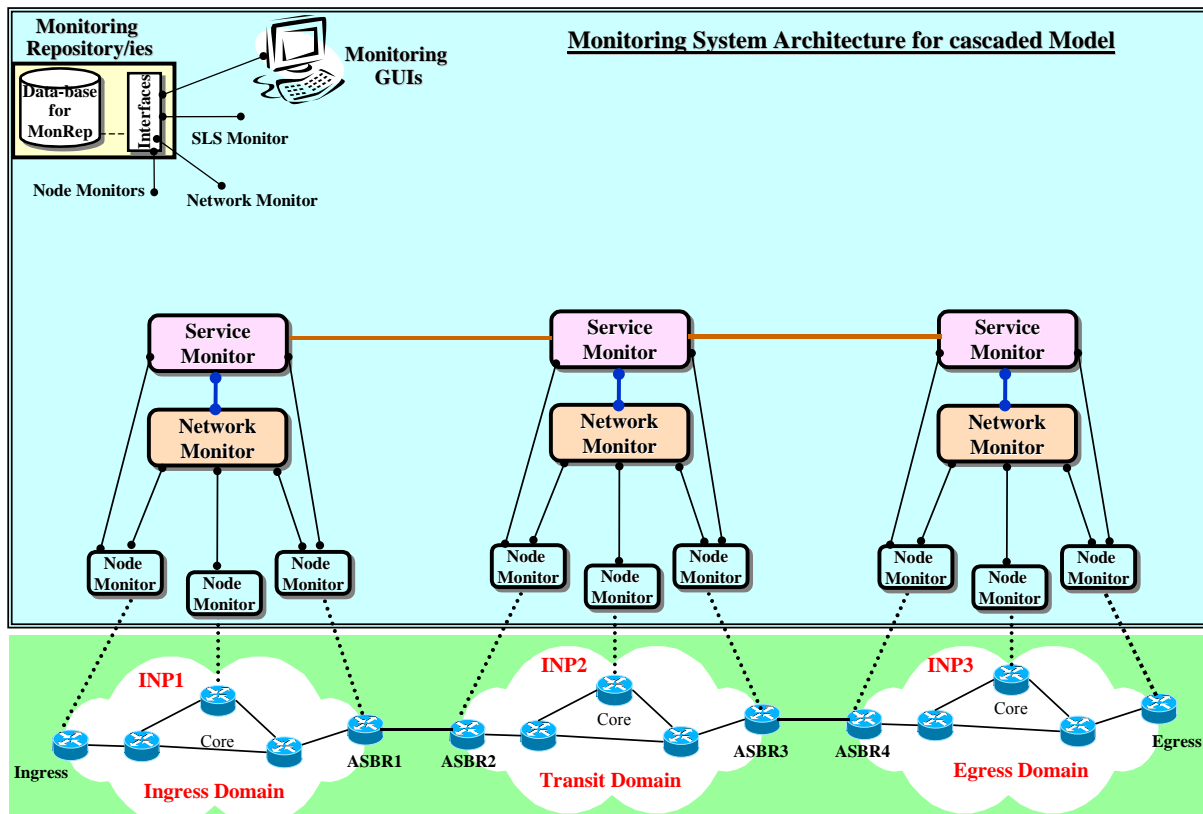 Monitoring System Architecture for cascaded Model
Monitoring
Repository/ies
Data-base
for
MonRep
Interfaces
Monitoring
GUIs
SLS Monitor
Node Monitors
Network Monitor
Service
Monitor
Service
Monitor
Service
Monitor
Network
Monitor
Network
Monitor
Network
Monitor
Node
Monitor
Node
Monitor
Node
Monitor
Node
Monitor
Node
Monitor
Node
Monitor
Node
Monitor
Node
Monitor
Node
Monitor
INP1
INP2
INP3
Core
Core
Core
Ingress
ASBR1
ASBR2
ASBR3
ASBR4
Egress
Ingress Domain
Transit Domain
Egress Domain